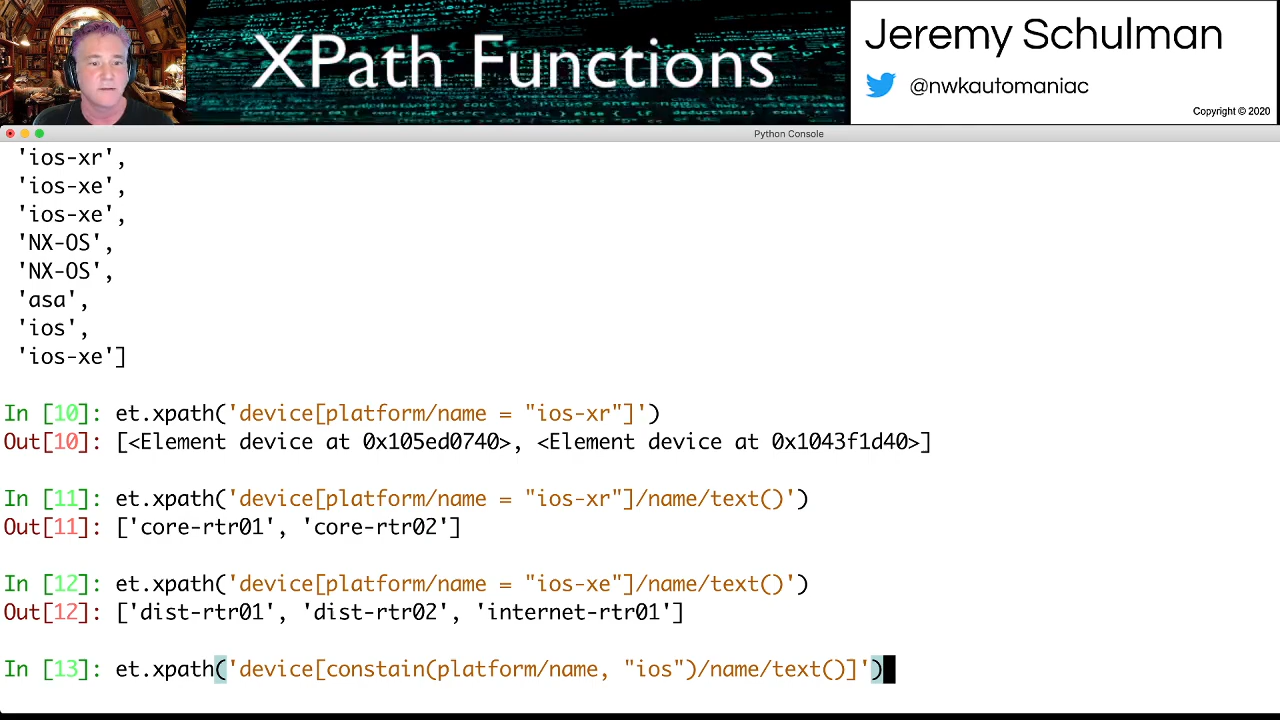 XPath Functions
Jeremy Schulman
@nwkautomaniac
Copyright © 2020
Python Console
'ios-xr',
'ios-xe',
'ios-xe',
'NX-OS',
'NX-OS',
'asa',
'ios',
'ios-xe']
In [10]: et.xpath('device[platform/name = "ios-xr"]')
Out[10]: [<Element device at 0x105ed0740>, <Element device at 0x1043f1d40>]
In [11]: et.xpath('device[platform/name = "ios-xr"]/name/text()')
Out[11]: ['core-rtr01', 'core-rtr02']
In [12]: et.xpath('device[platform/name = "ios-xe"]/name/text()')
Out[12]: ['dist-rtr01', 'dist-rtr02', 'internet-rtr01']
In [13]: et.xpath('device[constain(platform/name, "ios")/name/text()]')